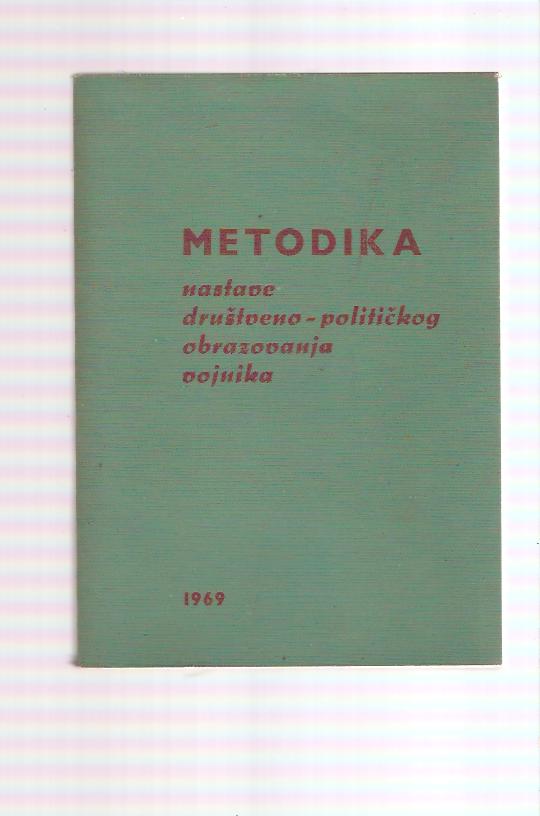 METODIKA
nastave
društveno-političkog
obrazovanja
vojnika
1969